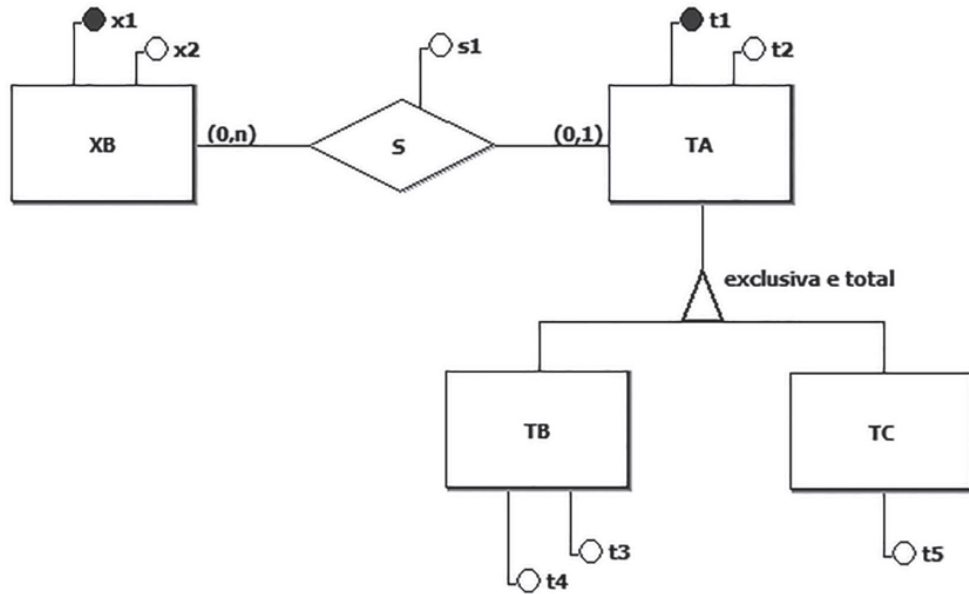 x1
x2
s1
t1
t2
XB
(0,n)
S
(0,1)
TA
exclusiva e total
TB
TC
t3
t4
t5